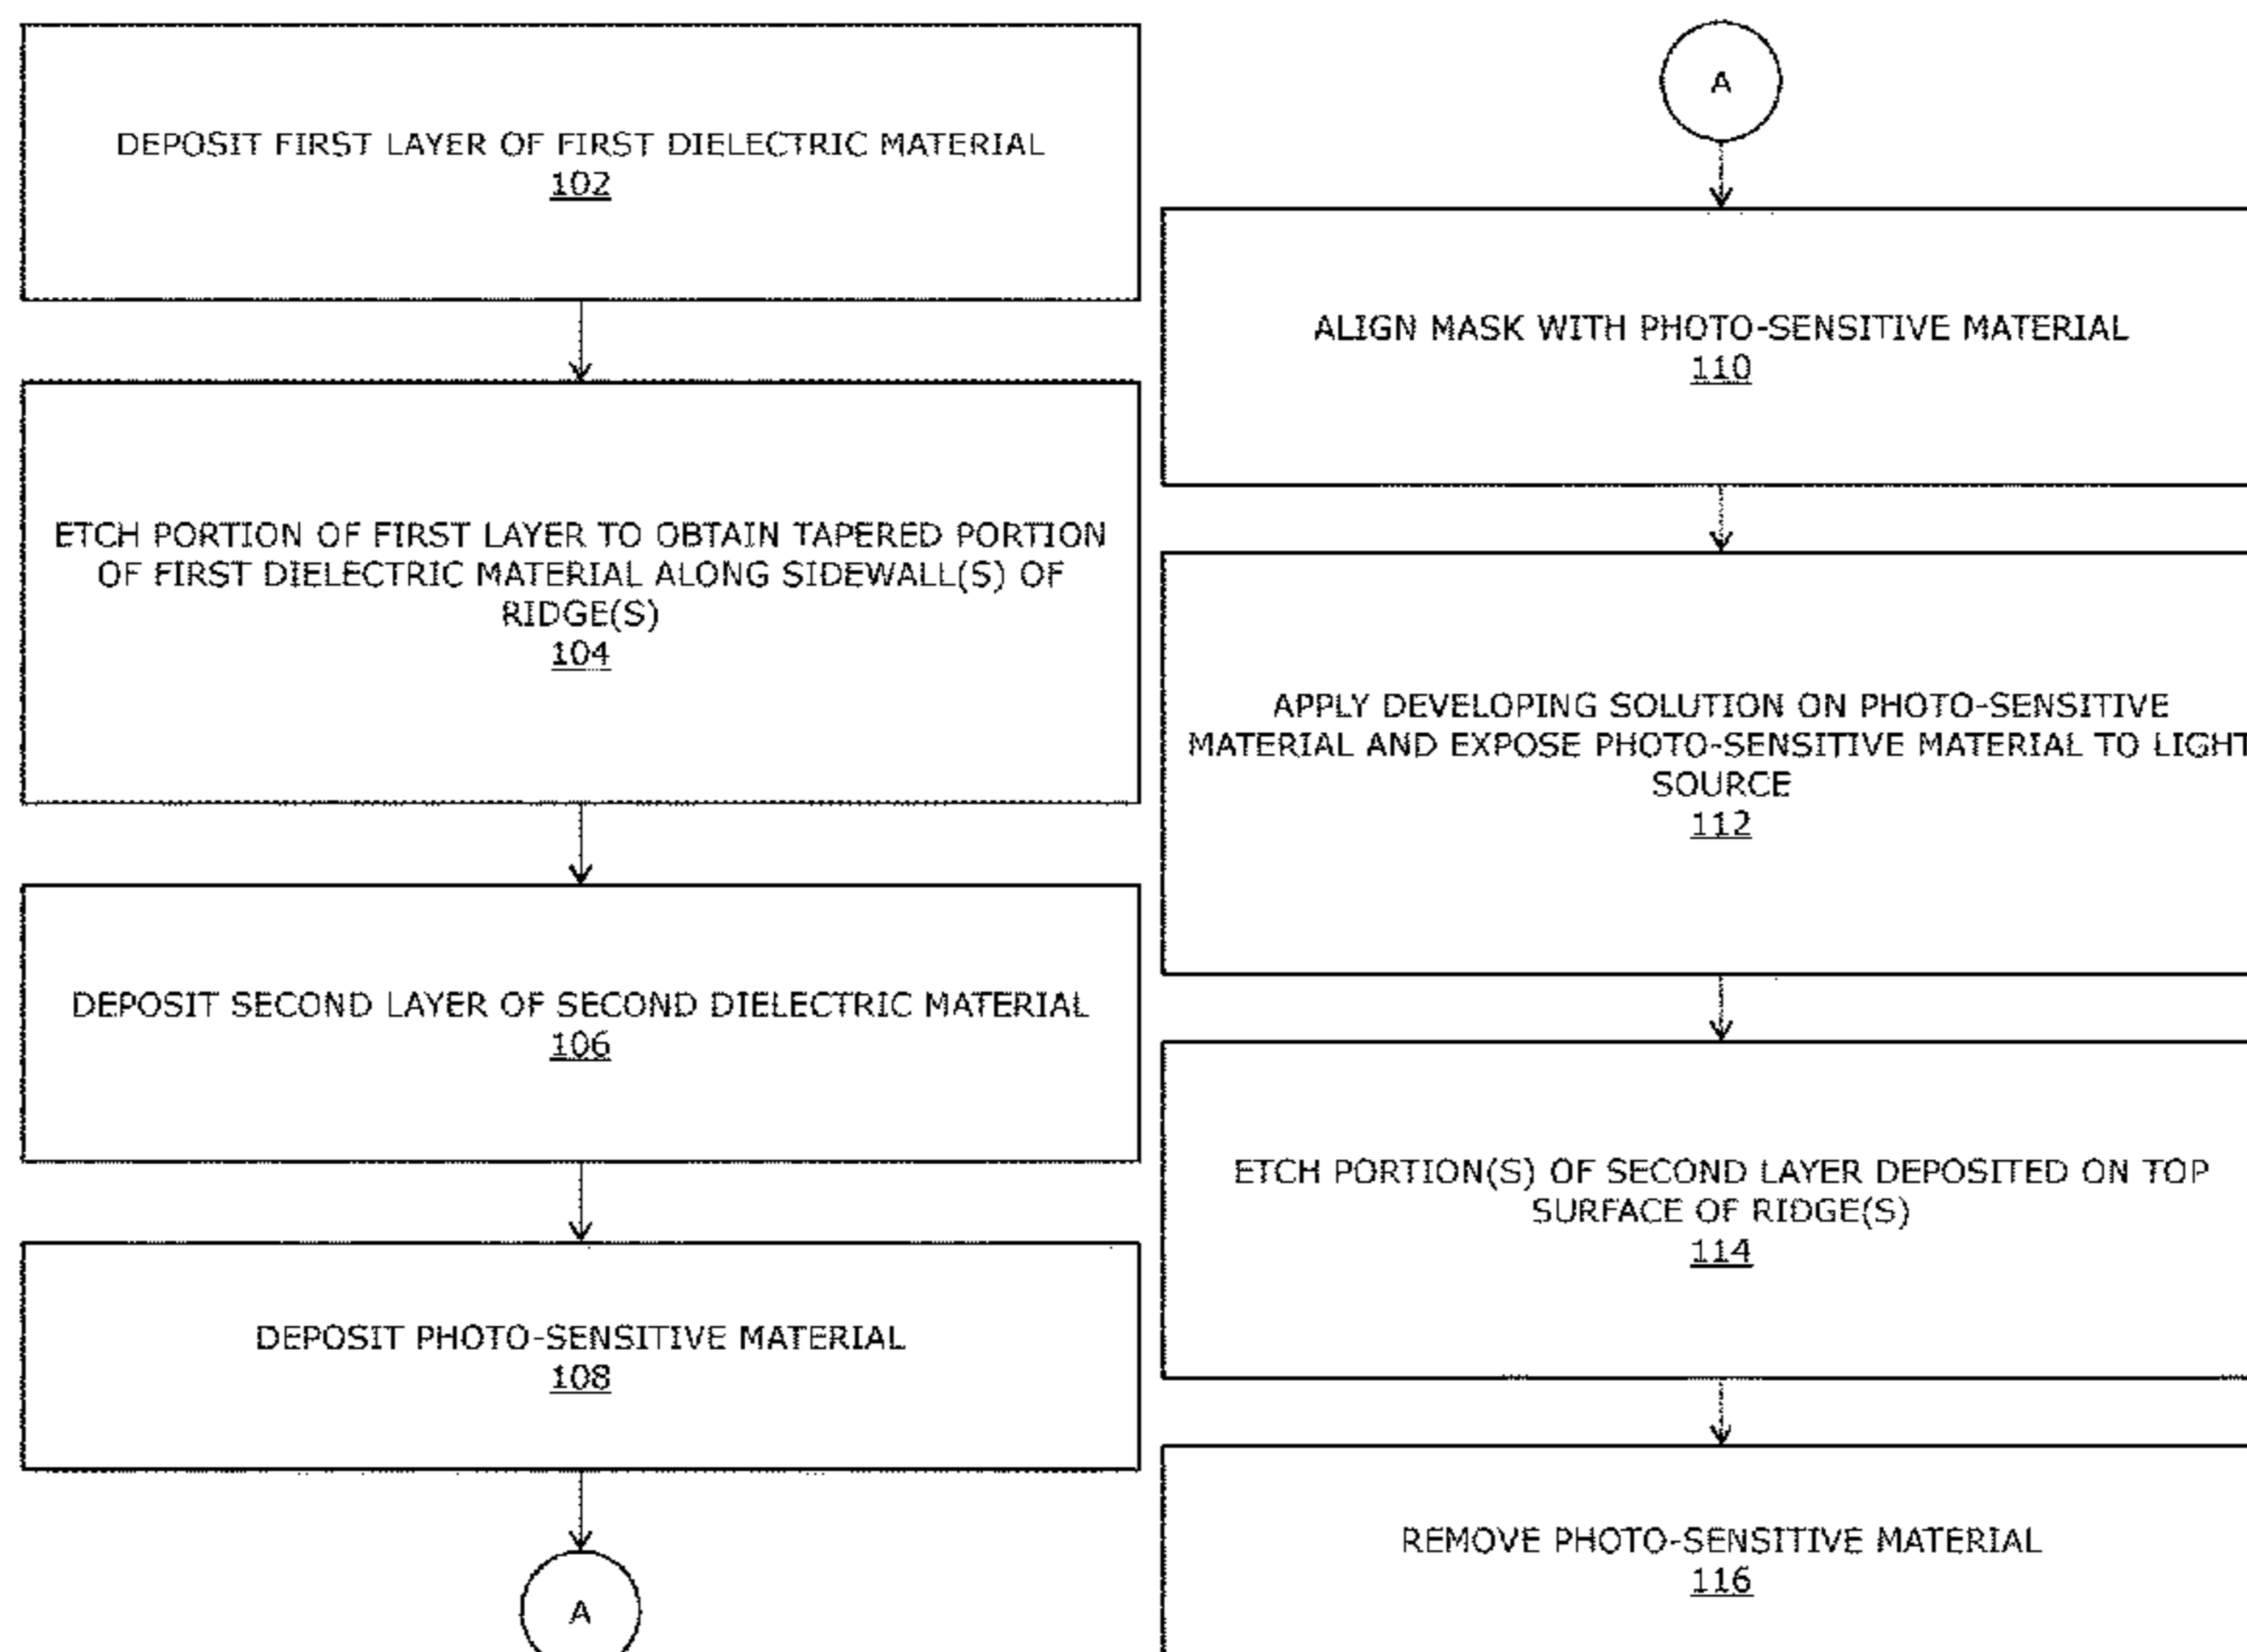 DEPOSIT FIRST LAYER OF FIRST DIELECTRIC MATERIAL
102
ETCH PORTION OF FIRST LAYER TO OBTAIN TAPERED PORTION
OF FIRST DIELECTRIC MATERIAL ALONG SIDEWALL(S) OF
RIDGE(S)
104
DEPOSIT SECOND LAYER OF SECOND DIELECTRIC MATERIAL
106
DEPOSIT PHOTO-SENSITIVE MATERIAL
108
A
A
ALIGN MASK WITH PHOTO-SENSITIVE MATERIAL
110
APPLY DEVELOPING SOLUTION ON PHOTO-SENSITIVE
MATERIAL AND EXPOSE PHOTO-SENSITIVE MATERIAL TO LIGHT
SOURCE
112
ETCH PORTION(S) OF SECOND LAYER DEPOSITED ON TOP
SURFACE OF RIDGE(S)
114
REMOVE PHOTO-SENSITIVE MATERIAL
116